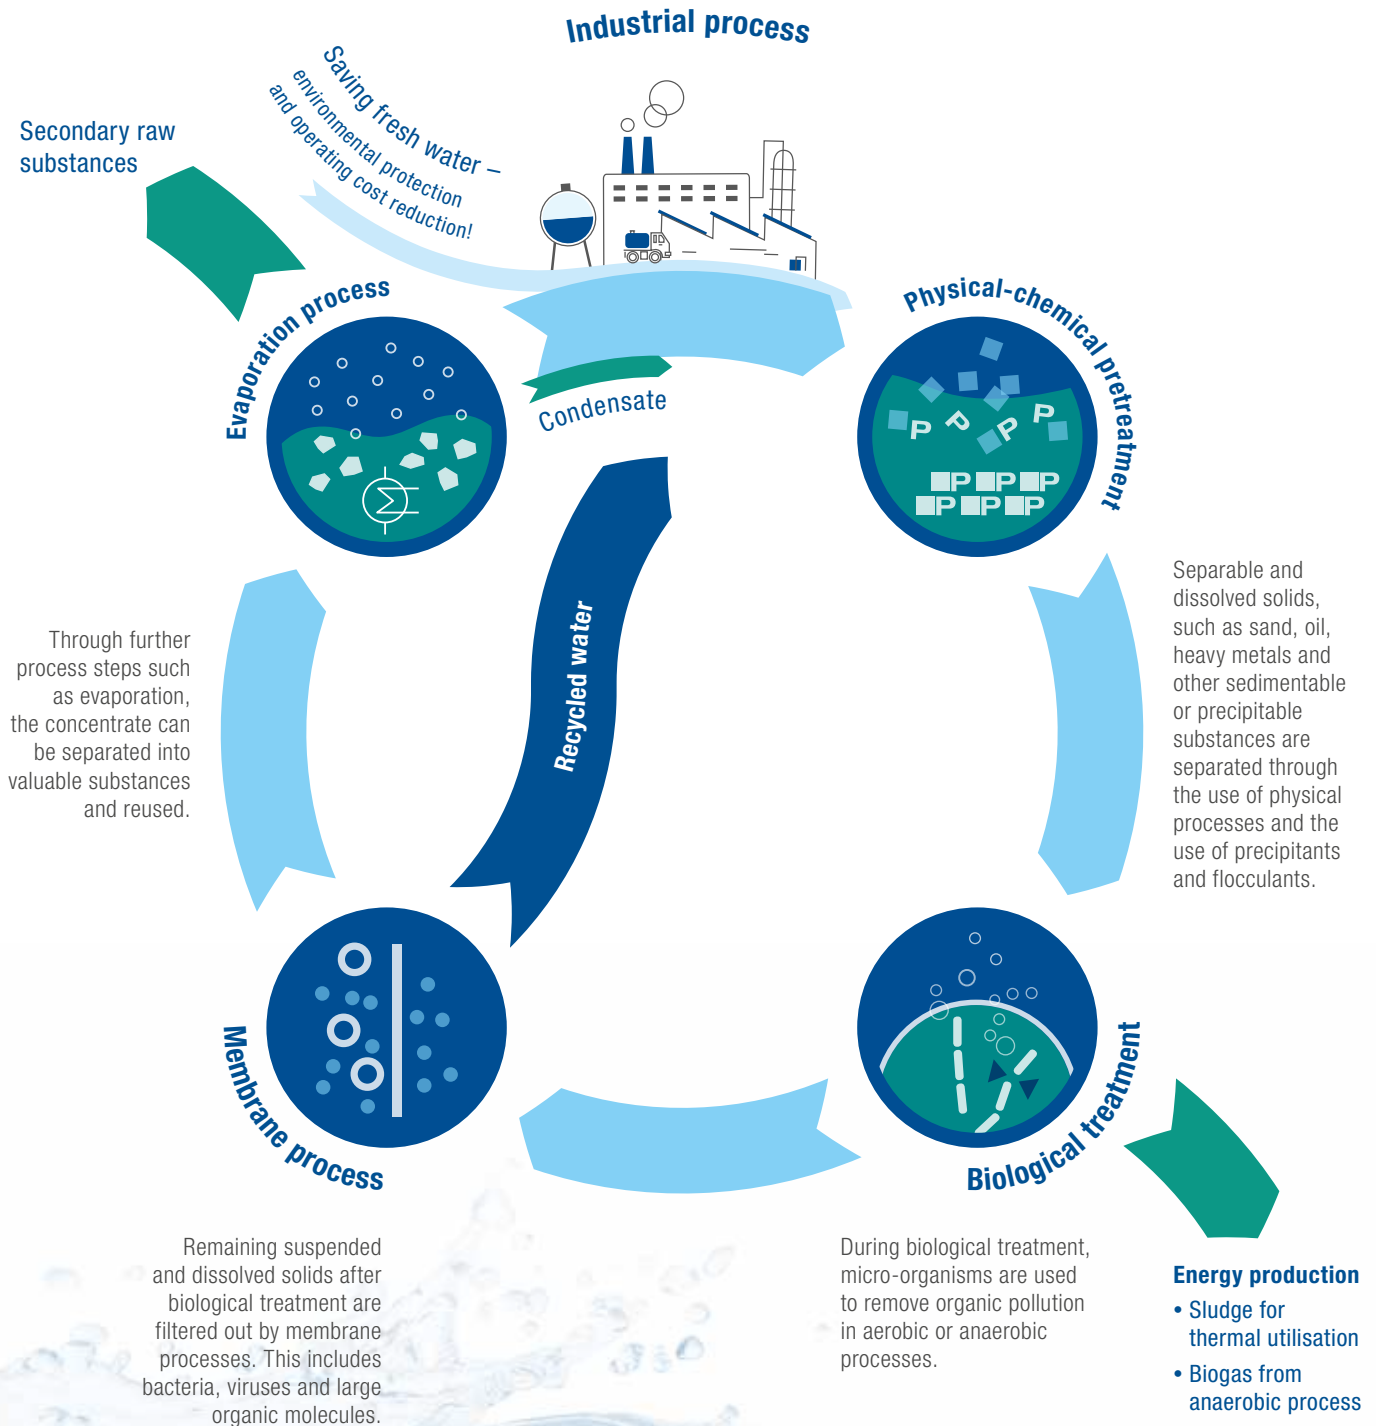 Industrial process
Saving fresh water –
environmental protection
and operating cost reduction!
Secondary raw
substances
Evaporation process
Condensate
Physical-chemical pretreatment
P P P P
P P P
P P P
Separable and
dissolved solids,
such as sand, oil,
heavy metals and
other sedimentable
or precipitable
substances are
separated through
the use of physical
processes and the
use of precipitants
and flocculants.
Through further
process steps such
as evaporation,
the concentrate can
be separated into
valuable substances
and reused.
Recycled water
Membrane process
Biological treatment
Remaining suspended
and dissolved solids after
biological treatment are
filtered out by membrane
processes. This includes
bacteria, viruses and large
organic molecules.
During biological treatment,
micro-organisms are used
to remove organic pollution
in aerobic or anaerobic
processes.
Energy production
• Sludge for
thermal utilisation
• Biogas from
anaerobic process